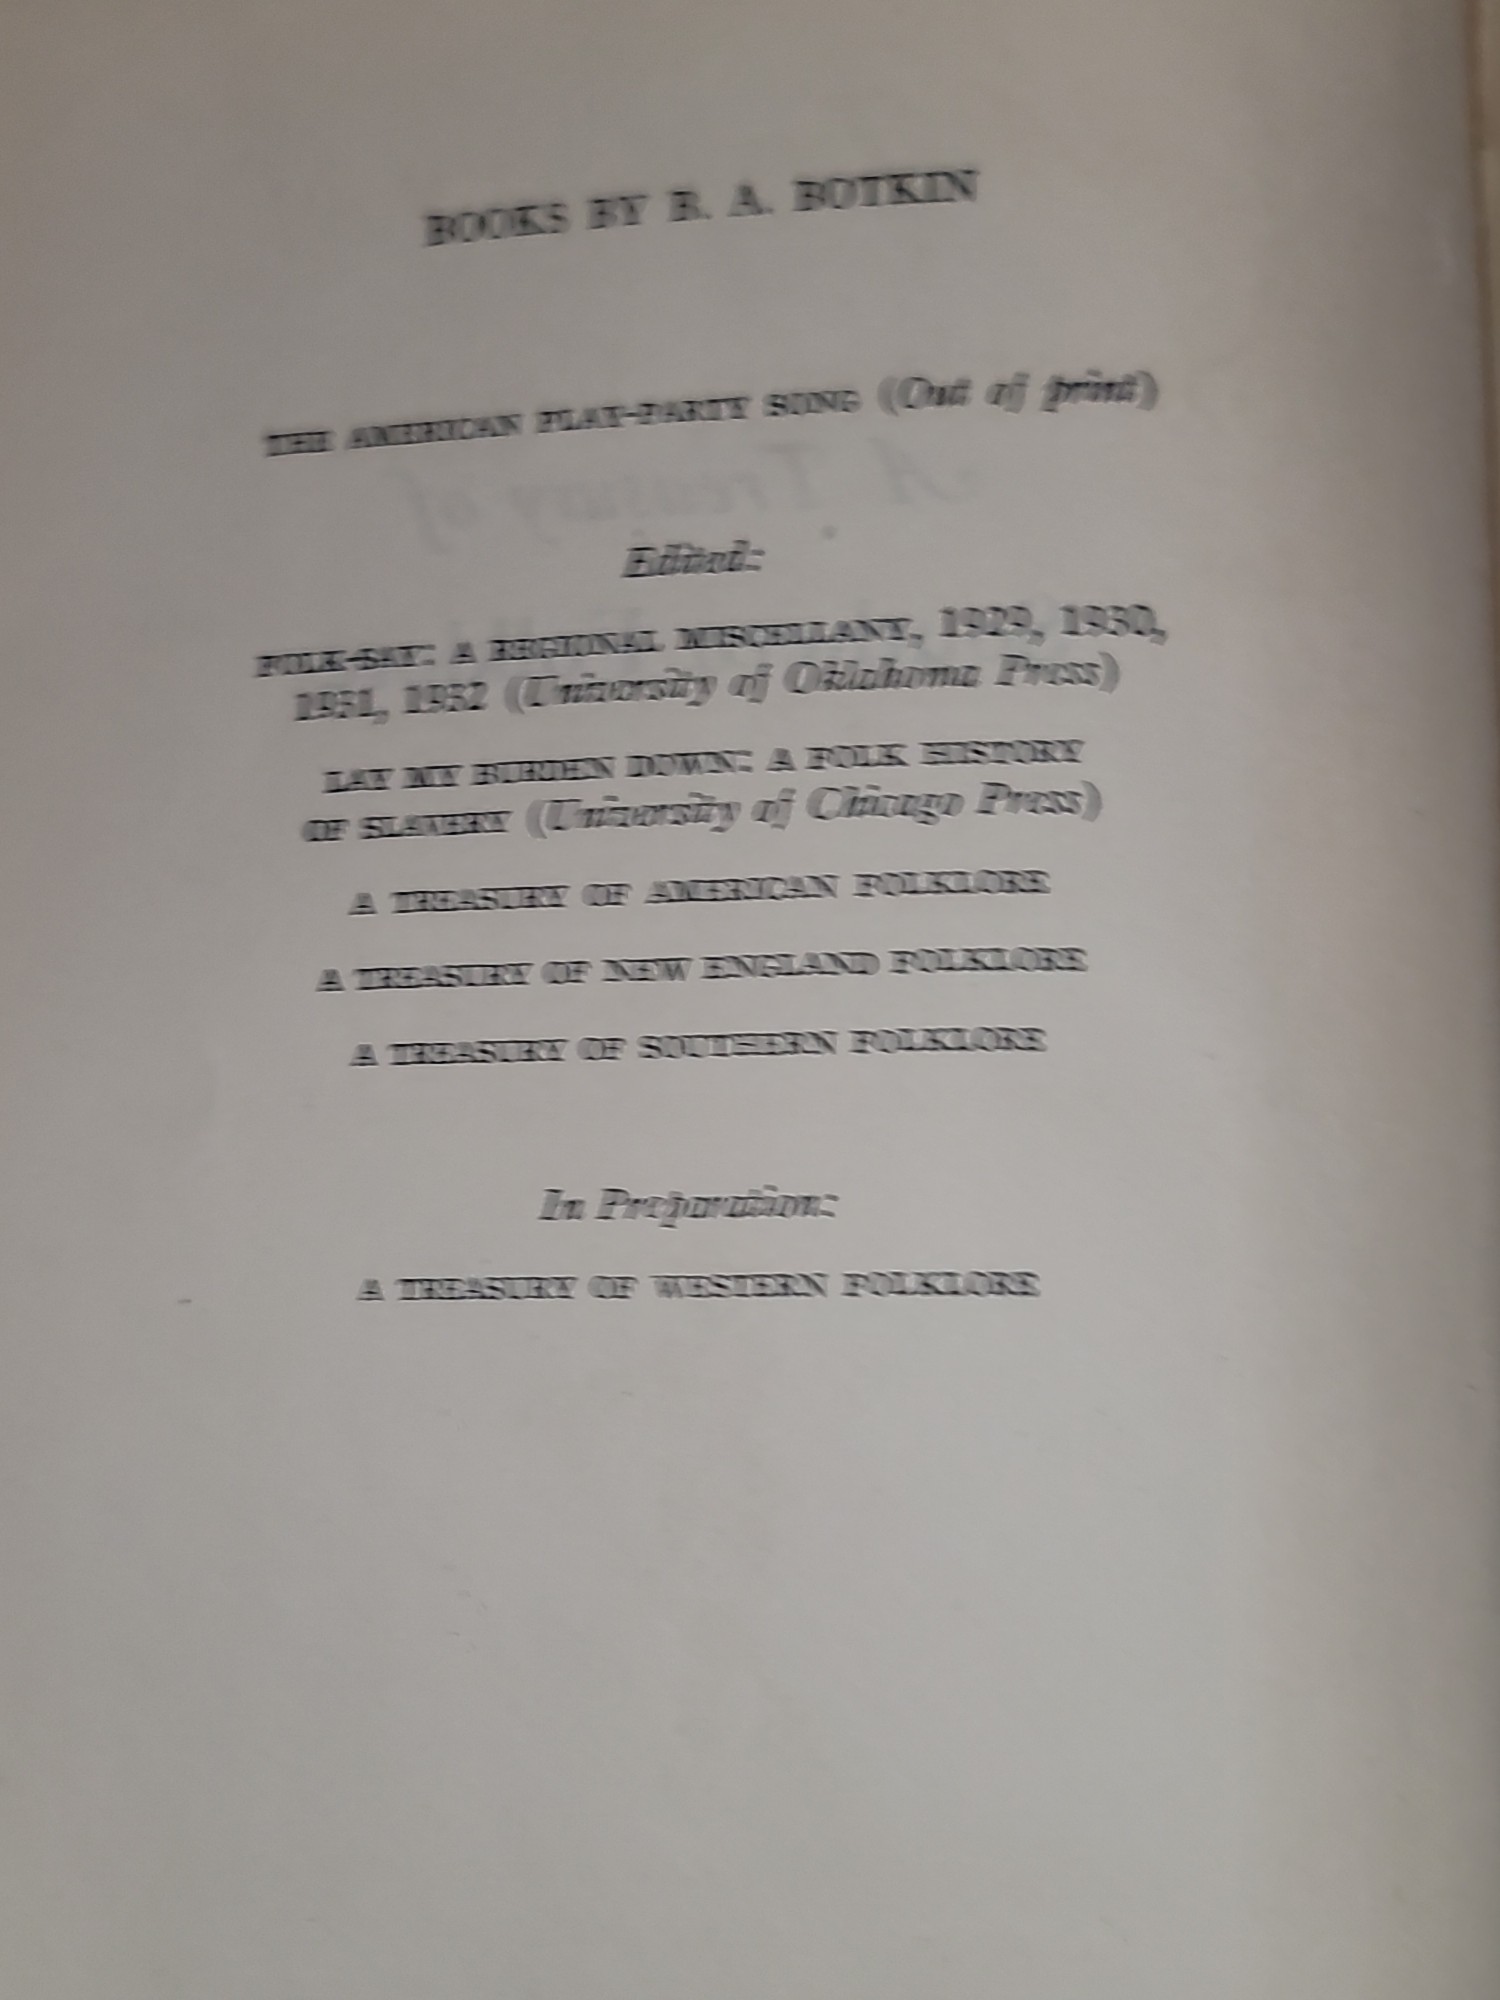 BOOKS BY B. A. BOTKIN
THE AMERICAN PLAY-PARTY SONG (Out of print)
A Treasury of
Edited:
FOLK-SAY: A REGIONAL MISCELLANY, 1929, 1930,
1931, 1932 (University of Oklahoma Press)
LAY MY BURDEN DOWN: A FOLK HISTORY
OF SLAVERY (University of Chicago Press)
A TREASURY OF AMERICAN FOLKLORE
A TREASURY OF NEW ENGLAND FOLKLORE
A TREASURY OF SOUTHERN FOLKLORE
In Preparation:
A TREASURY OF WESTERN FOLKLORE